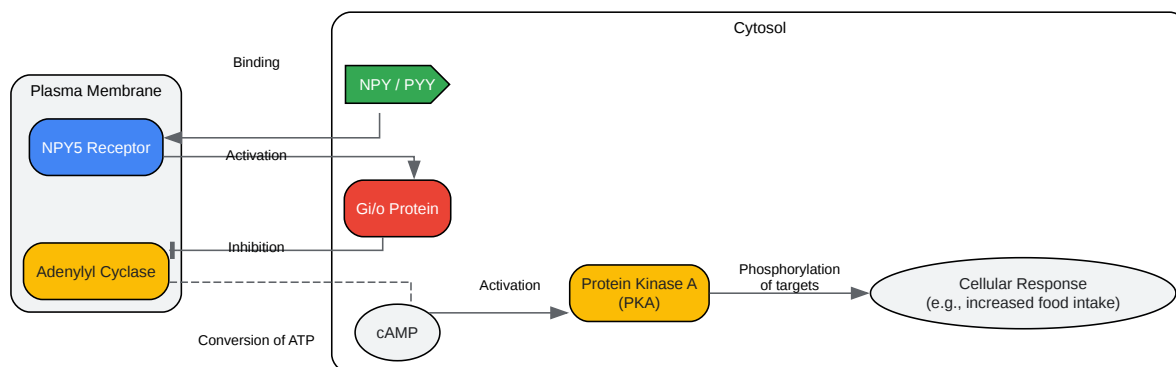 Cytosol
Binding
NPY / PYY
Plasma Membrane
NPY5 Receptor
Activation
Gi/o Protein
Inhibition
Adenylyl Cyclase
Conversion of ATP
cAMP
Activation
Protein Kinase A
(PKA)
Phosphorylation
of targets
Cellular Response
(e.g., increased food intake)